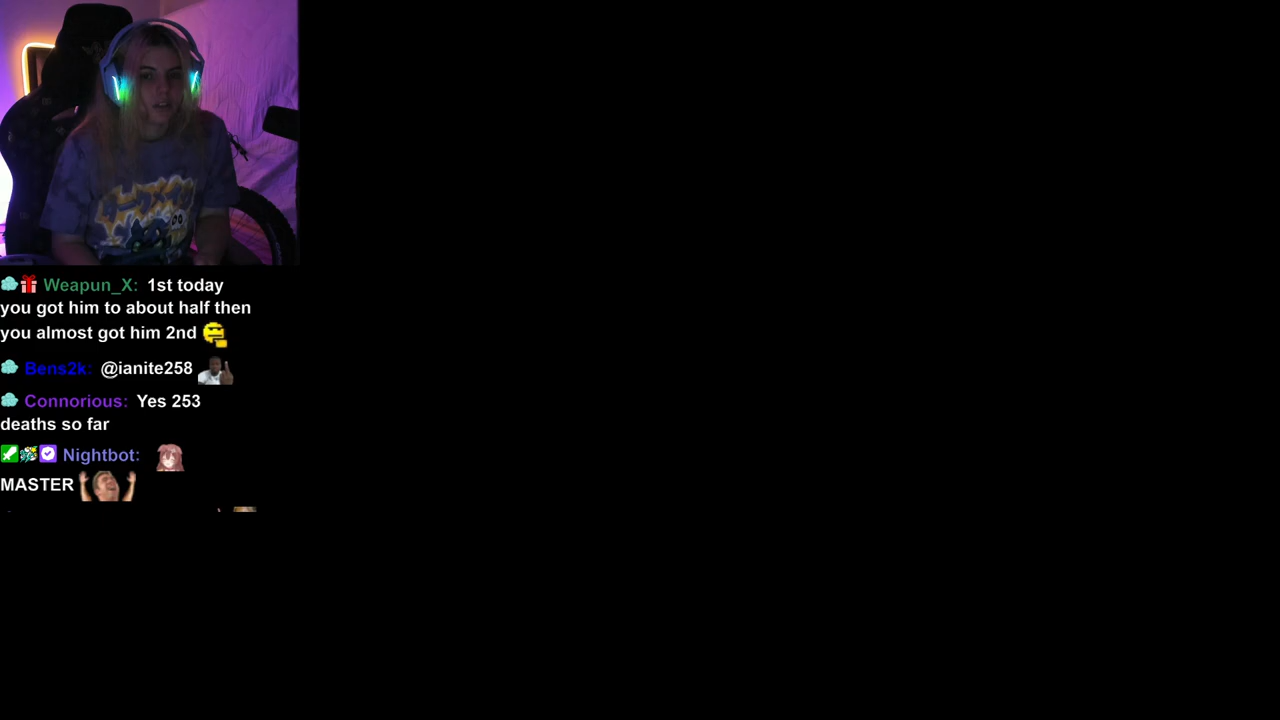 Weapun_X: 1st today
you got him to about half then
you almost got him 2nd
Bens2k: @ianite258
Connorious: Yes 253
deaths so far
Nightbot:
MASTER